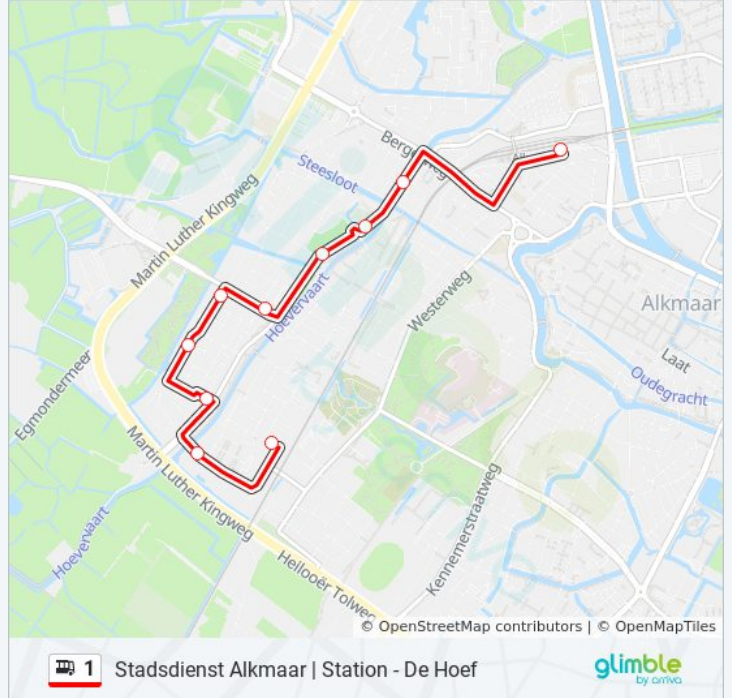 Bergerweg
Steesloot
Martin Luther Kingweg
Westerweg
Hoevervaart
Alkmaar
Laat
Oudegracht
Egmondermeer
Martin Luther Kingweg
Kennemerstraatweg
Hoevervaart
Heilooër Tolweg
© OpenStreetMap contributors | © OpenMapTiles
1 Stadsdienst Alkmaar | Station - De Hoef
glimble
by arriva